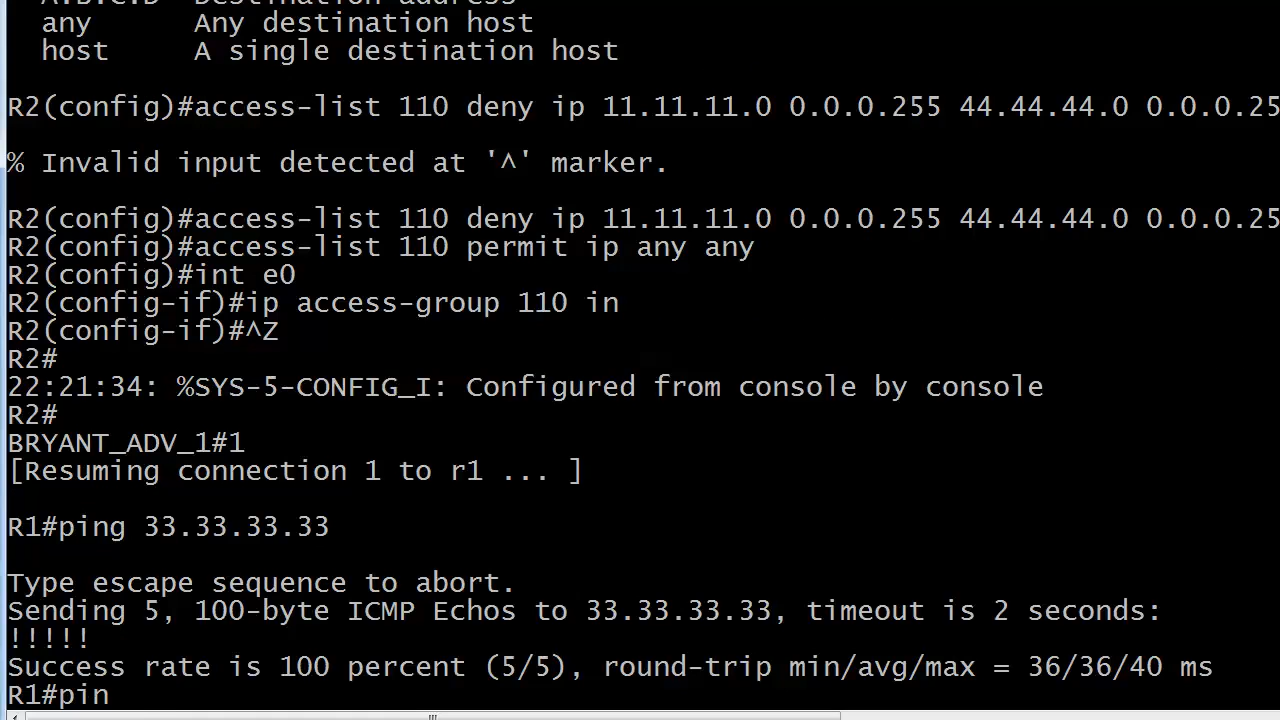 any      Any destination host
host     A single destination host
R2(config)#access-list 110 deny ip 11.11.11.0 0.0.0.255 44.44.44.0 0.0.0.25
% Invalid input detected at '^' marker.
R2(config)#access-list 110 deny ip 11.11.11.0 0.0.0.255 44.44.44.0 0.0.0.25
R2(config)#access-list 110 permit ip any any
R2(config)#int e0
R2(config-if)#ip access-group 110 in
R2(config-if)#^Z
R2#
22:21:34: %SYS-5-CONFIG_I: Configured from console by console
R2#
BRYANT_ADV_1#1
[Resuming connection 1 to r1 ... ]
R1#ping 33.33.33.33
Type escape sequence to abort.
Sending 5, 100-byte ICMP Echos to 33.33.33.33, timeout is 2 seconds:
!!!!!
Success rate is 100 percent (5/5), round-trip min/avg/max = 36/36/40 ms
R1#pin